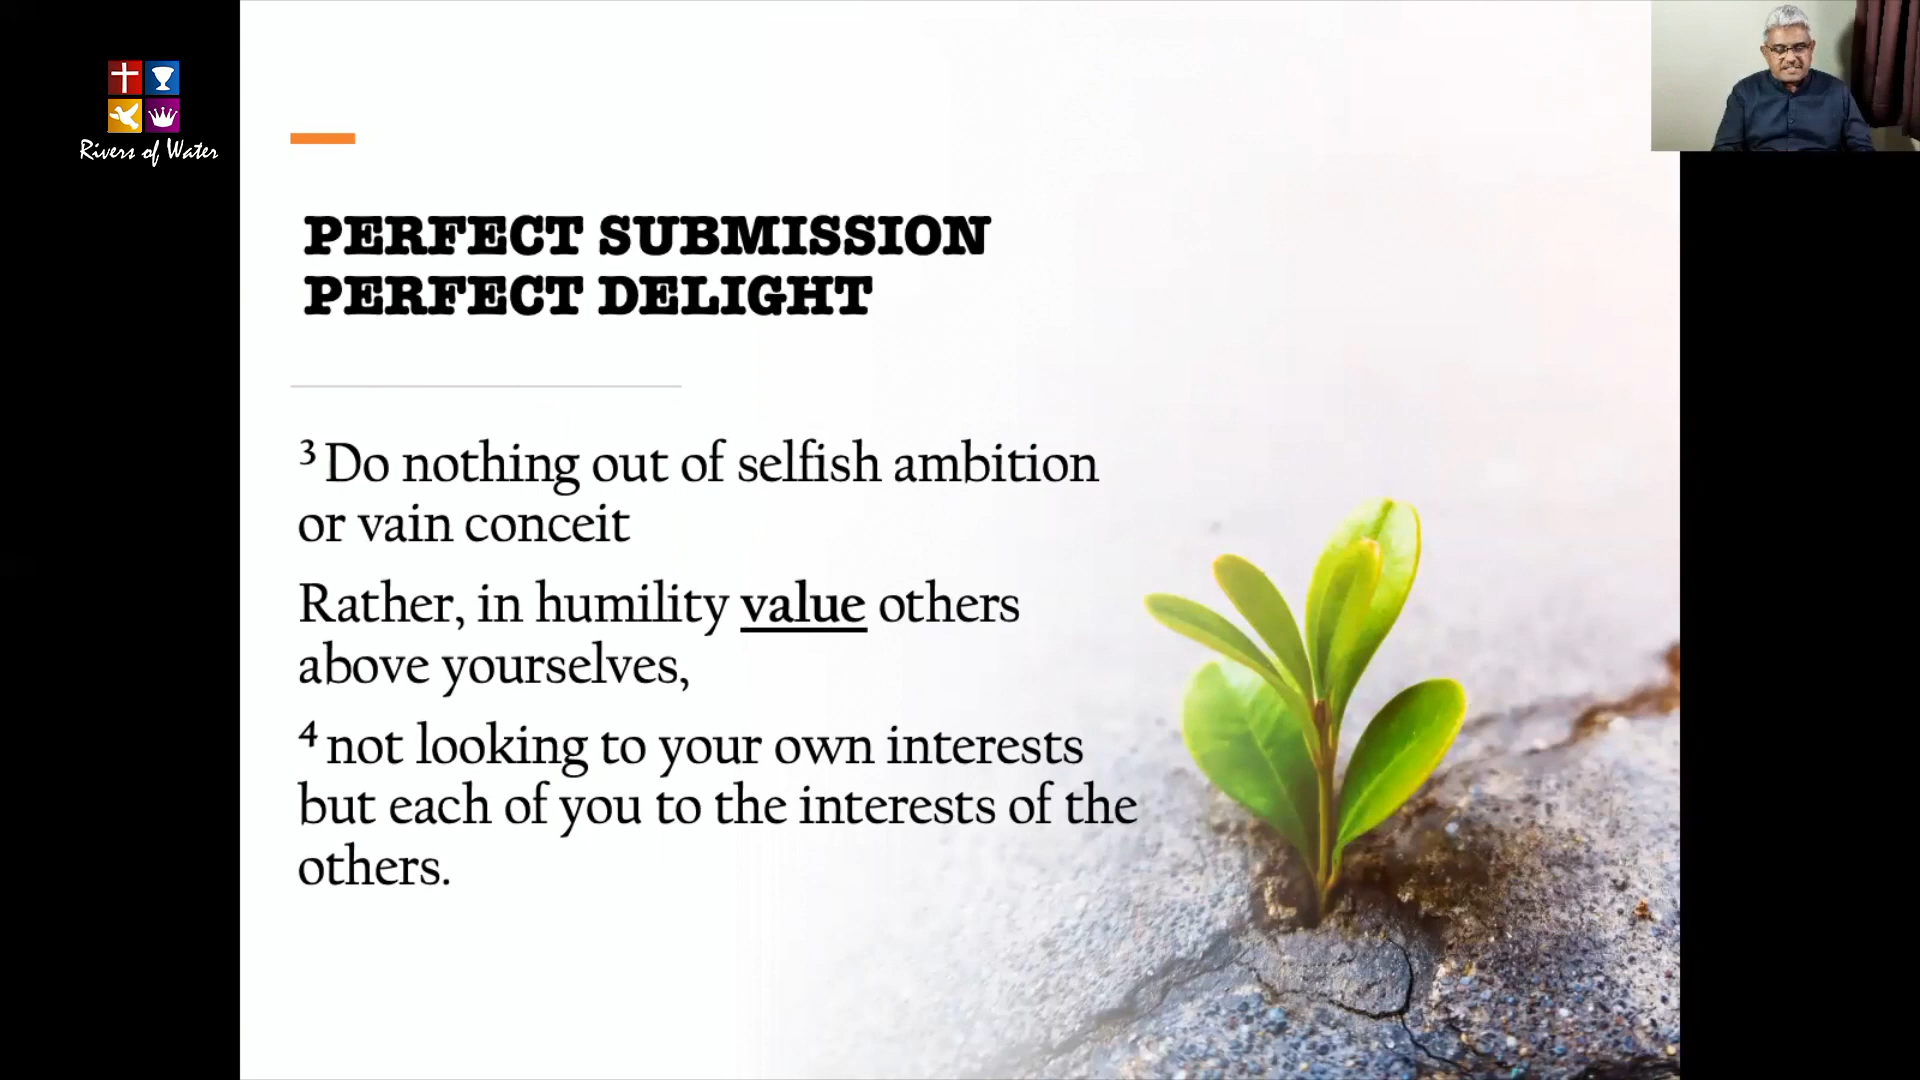 Rivers of Water
PERFECT SUBMISSION
PERFECT DELIGHT
3 Do nothing out of selfish ambition
or vain conceit
Rather, in humility value others
above yourselves,
4 not looking to your own interests
but each of you to the interests of the
others.